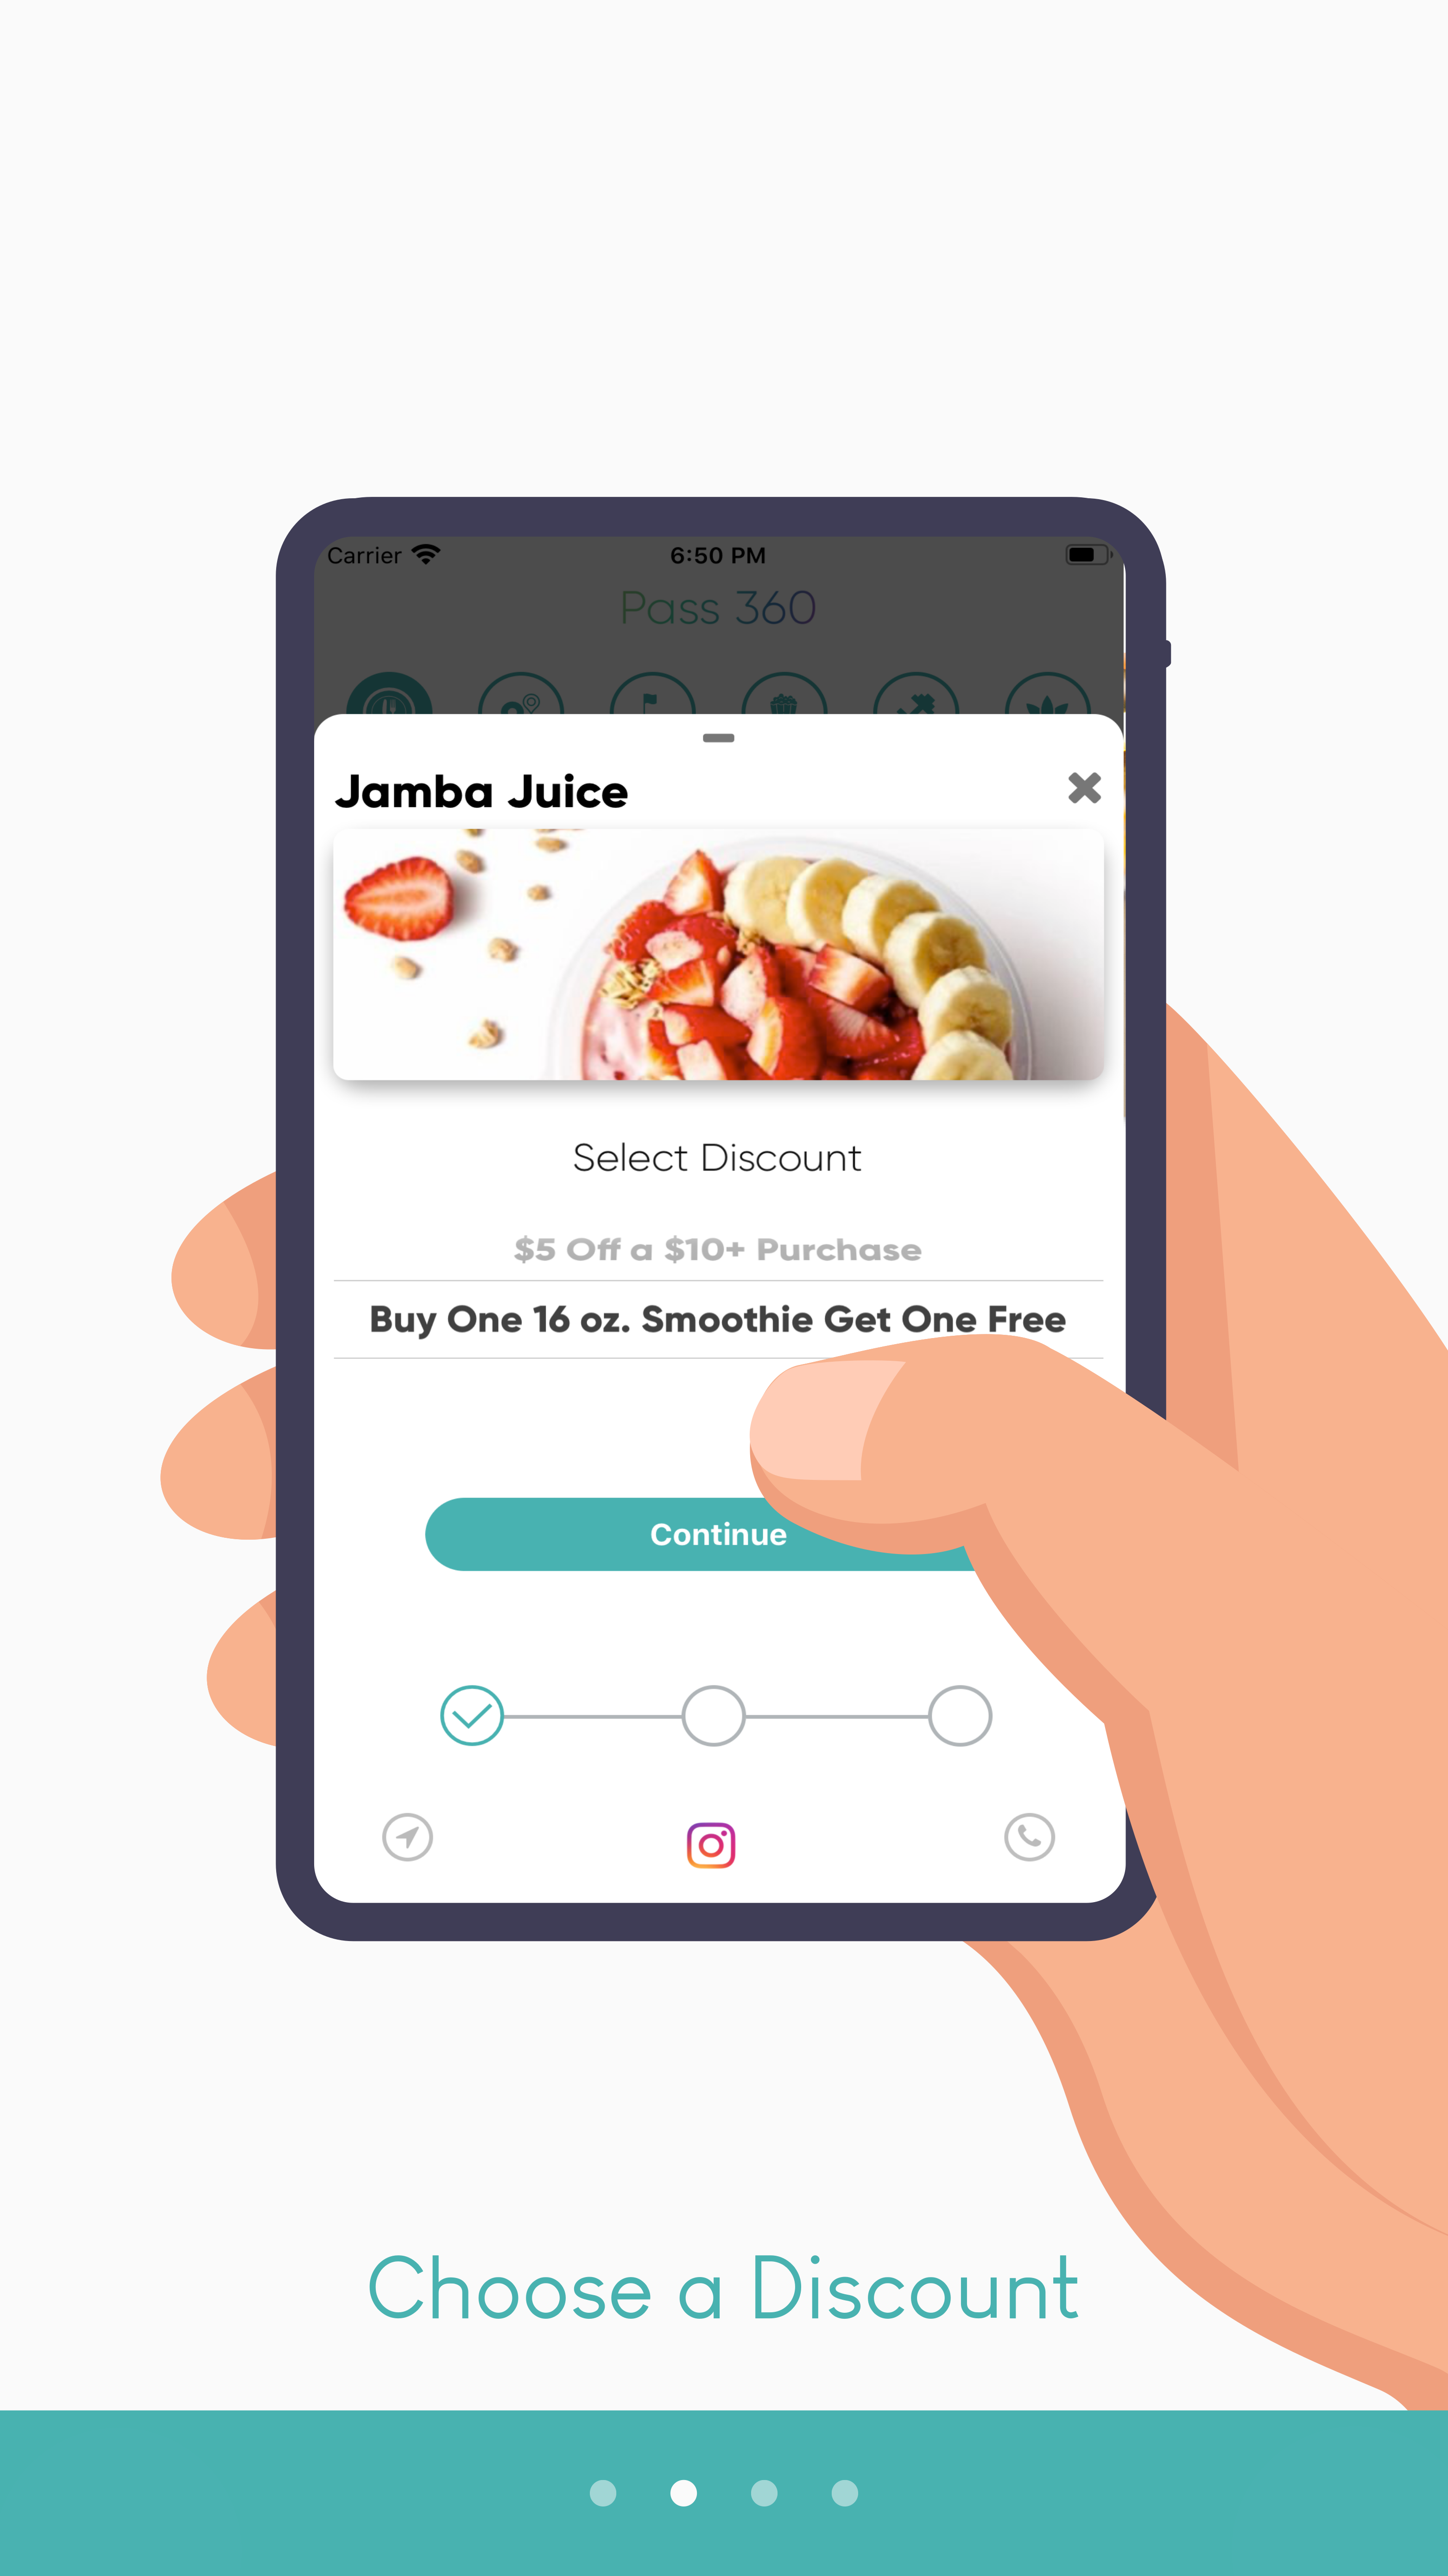 Carrier 6:50 PM
Pass 360
Jamba Juice
Select Discount
$5 Off a $10+ Purchase
Buy One 16 oz. Smoothie Get One Free
Continue
Choose a Discount